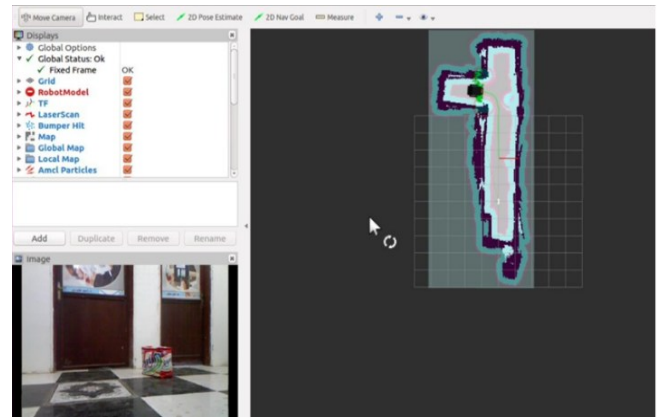 Move Camera Interact Select 2D Pose Estimate 2D Nav Goal Measure
Displays
Global Options
Global Status: Ok
Fixed Frame OK
Grid
RobotModel
TF
LaserScan
Bumper Hit
Map
Global Map
Local Map
Amcl Particles
Add Duplicate Remove Rename
Image